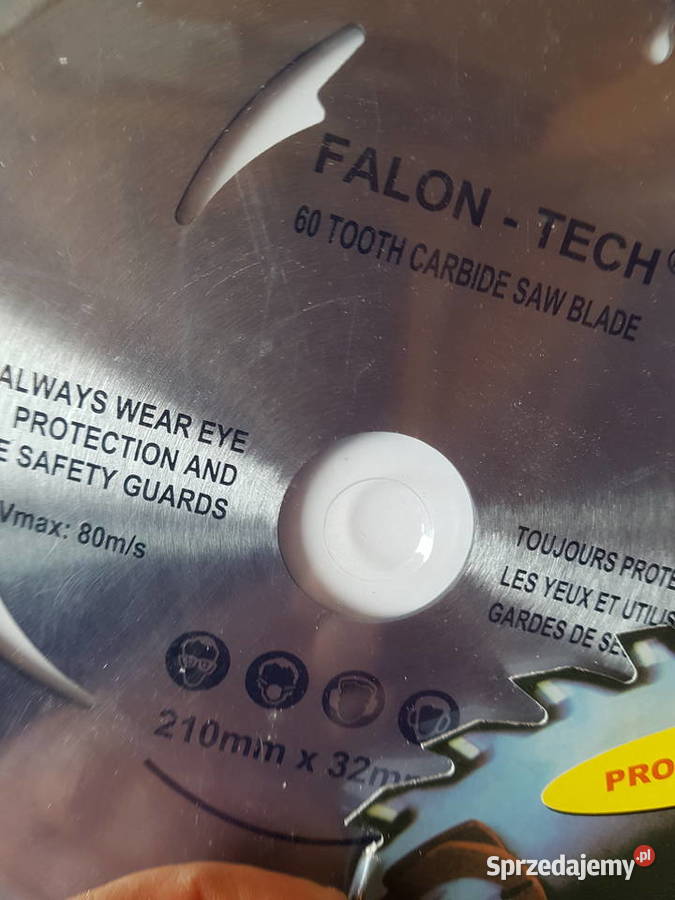 FALON - TECH®
60 TOOTH CARBIDE SAW BLADE
ALWAYS WEAR EYE
PROTECTION AND
SAFETY GUARDS
Vmax: 80m/s
TOUJOURS
LES YEUX ET
GARDES DE
210mm x 32mm
PRO
Sprzedajemy.pl